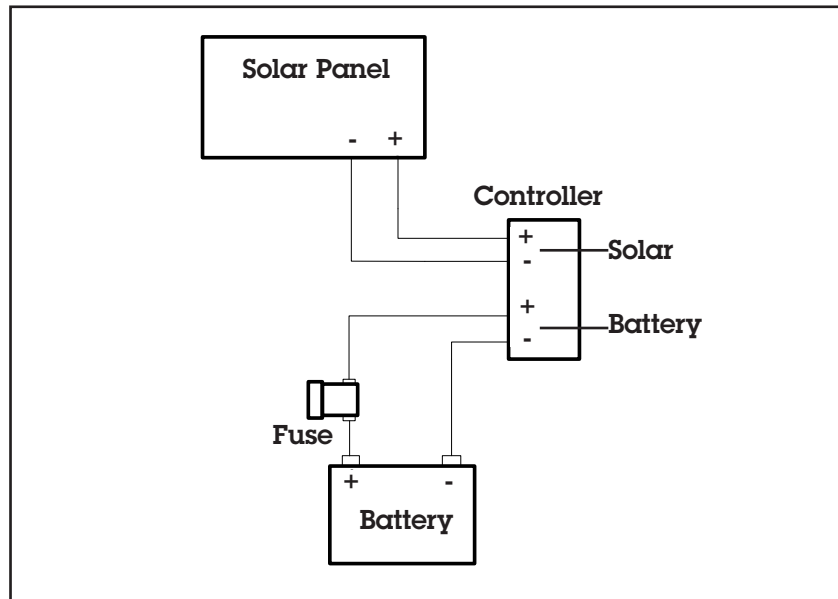 Solar Panel
- +
Controller
+
Solar
-
+
Battery
-
Fuse
+ -
Battery